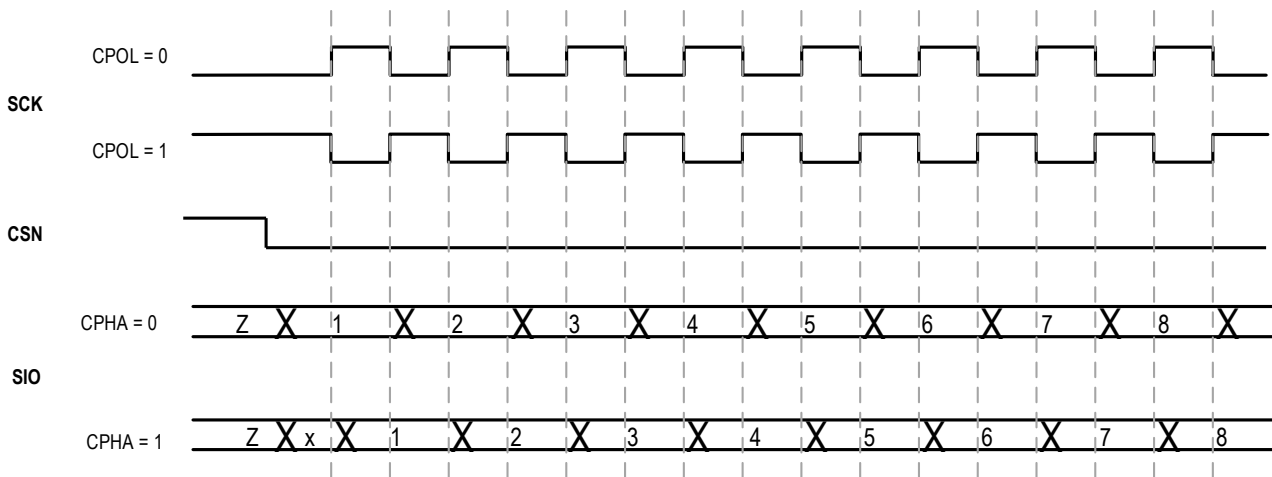 CPOL = 0
SCK
CPOL = 1
CSN
CPHA = 0 Z 1 2 3 4 5 6 7 8
SIO
CPHA = 1 Z x 1 2 3 4 5 6 7 8